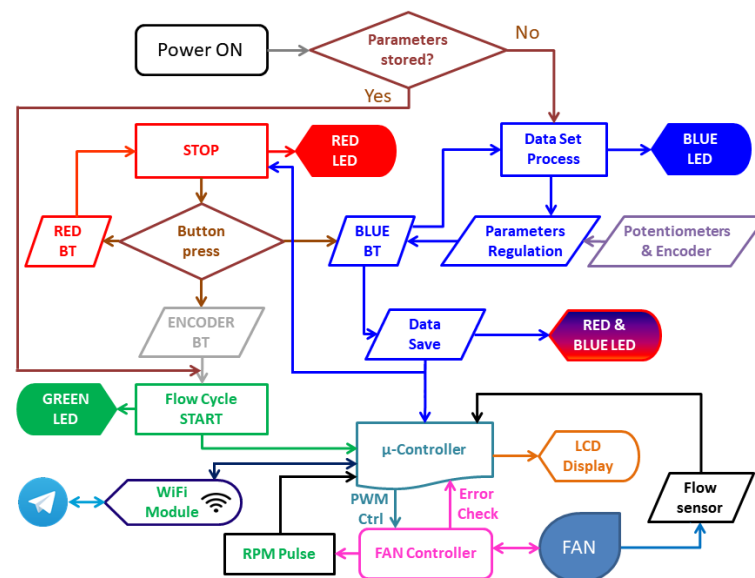 Power ON
Parameters
stored?
No
Yes
STOP
RED
LED
Data Set
Process
BLUE
LED
RED
BT
Button
press
BLUE
BT
Parameters
Regulation
Potentiometers
& Encoder
ENCODER
BT
Data
Save
RED &
BLUE LED
GREEN
LED
Flow Cycle
START
μ-Controller
LCD
Display
WiFi
Module
PWM
Ctrl
Error
Check
Flow
sensor
RPM Pulse
FAN Controller
FAN